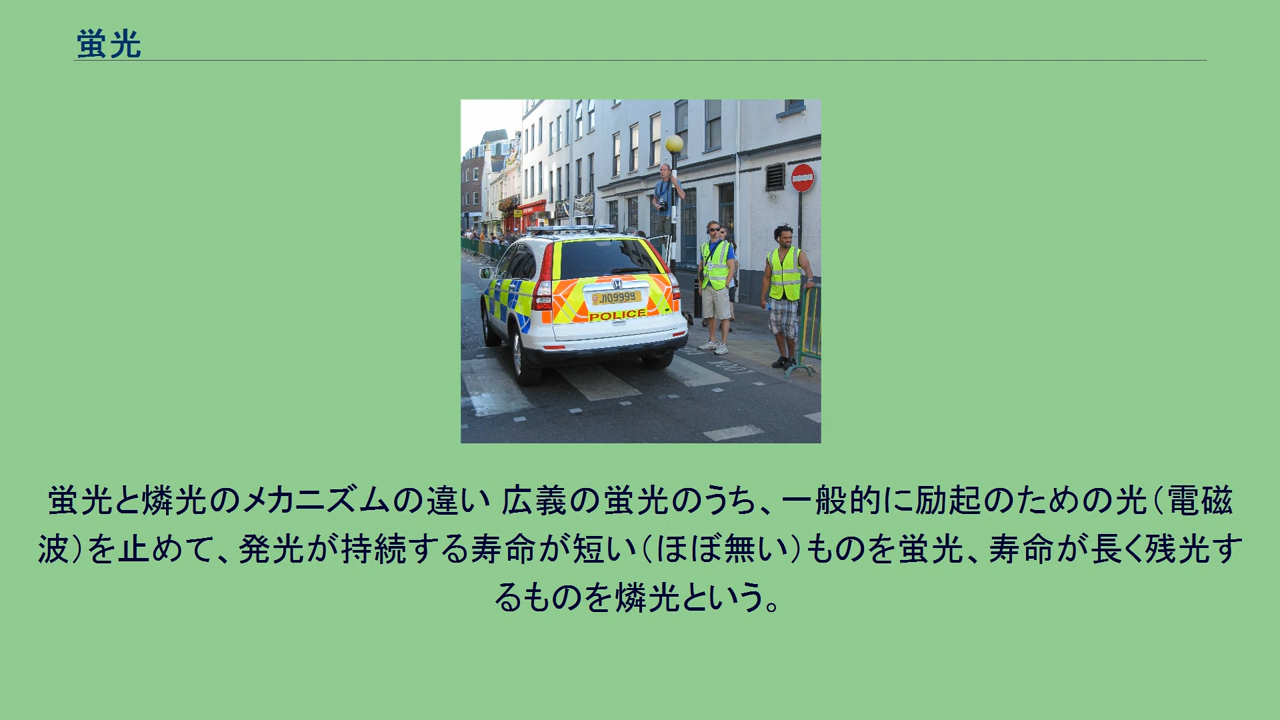 蛍光
J109999
POLICE
蛍光と燐光のメカニズムの違い 広義の蛍光のうち、一般的に励起のための光（電磁
波）を止めて、発光が持続する寿命が短い（ほぼ無い）ものを蛍光、寿命が長く残光す
るものを燐光という。